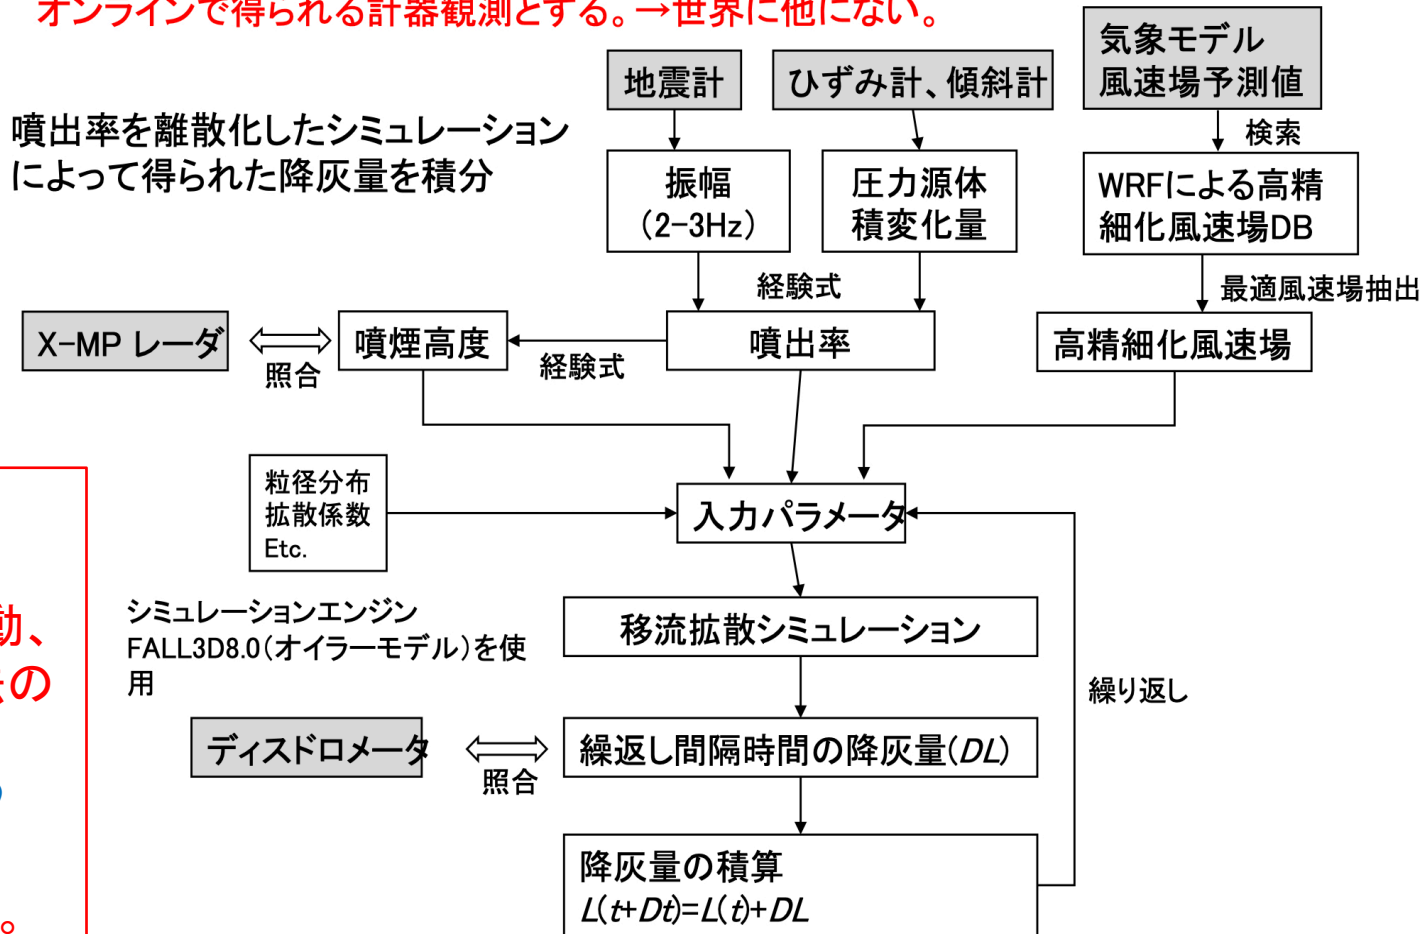 オンラインで得られる計器観測とする。→世界に他にない。
噴出率を離散化したシミュレーション
によって得られた降灰量を積分
地震計
ひずみ計、傾斜計
気象モデル
風速場予測値
検索
振幅
(2-3Hz)
圧力源体
積変化量
WRFによる高精
細化風速場DB
経験式
最適風速場抽出
X-MP レーダ
照合
噴煙高度
経験式
噴出率
高精細化風速場
粒径分布
拡散係数
Etc.
入力パラメータ
シミュレーションエンジン
FALL3D8.0(オイラーモデル)を使
用
移流拡散シミュレーション
繰り返し
動、
ディスドロメータ
照合
繰返し間隔時間の降灰量(DL)
降灰量の積算
L(t+Dt)=L(t)+DL
。